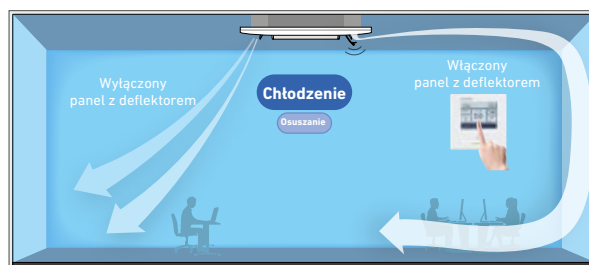 Wyłączony
panel z deflektorem
Chłodzenie
Osuszanie
Włączony
panel z deflektorem